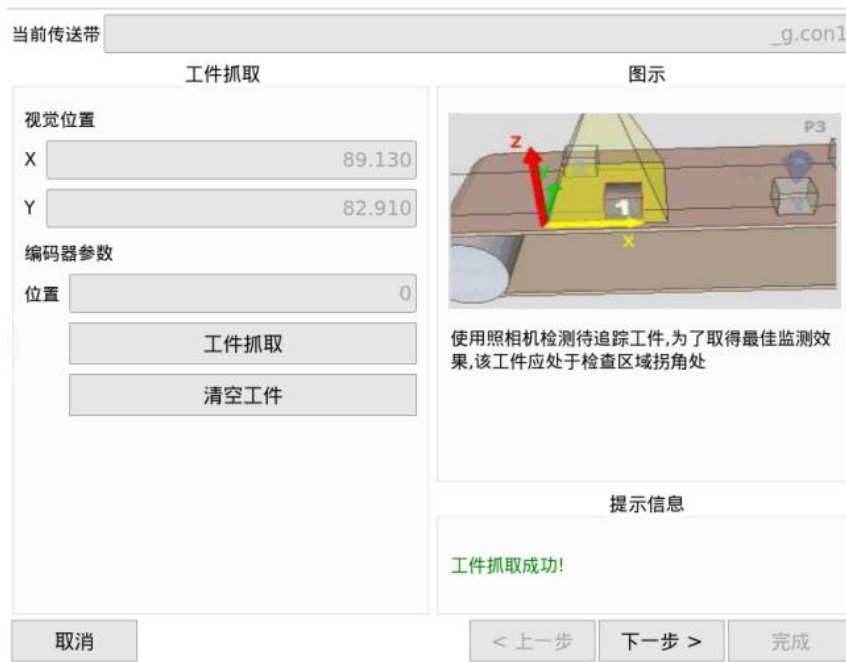 当前传送带 _g.con1
工件抓取
视觉位置
X 89.130
Y 82.910
编码器参数
位置 0
工件抓取
清空工件
图示
P3
Z
X
1
使用照相机检测待追踪工件,为了取得最佳监测效
果,该工件应处于检查区域拐角处
提示信息
工件抓取成功!
取消
< 上一步
下一步 >
完成